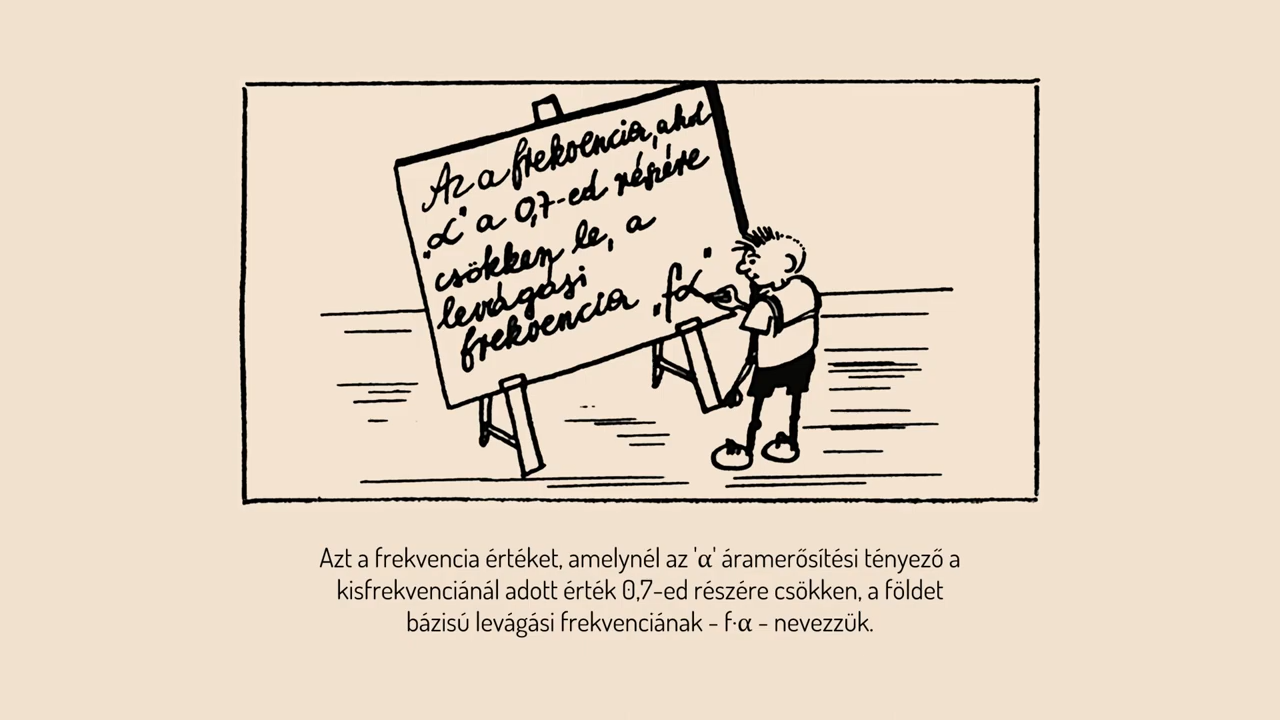 Az a frekvencia, ahol
„α" a 0,7-ed részére
csökken le, a
levágási
frekvencia „fα"
Azt a frekvencia értéket, amelynél az 'α' áramerősítési tényező a
kisfrekvenciánál adott érték 0,7-ed részére csökken, a földet
bázisú levágási frekvenciának - f·α - nevezzük.